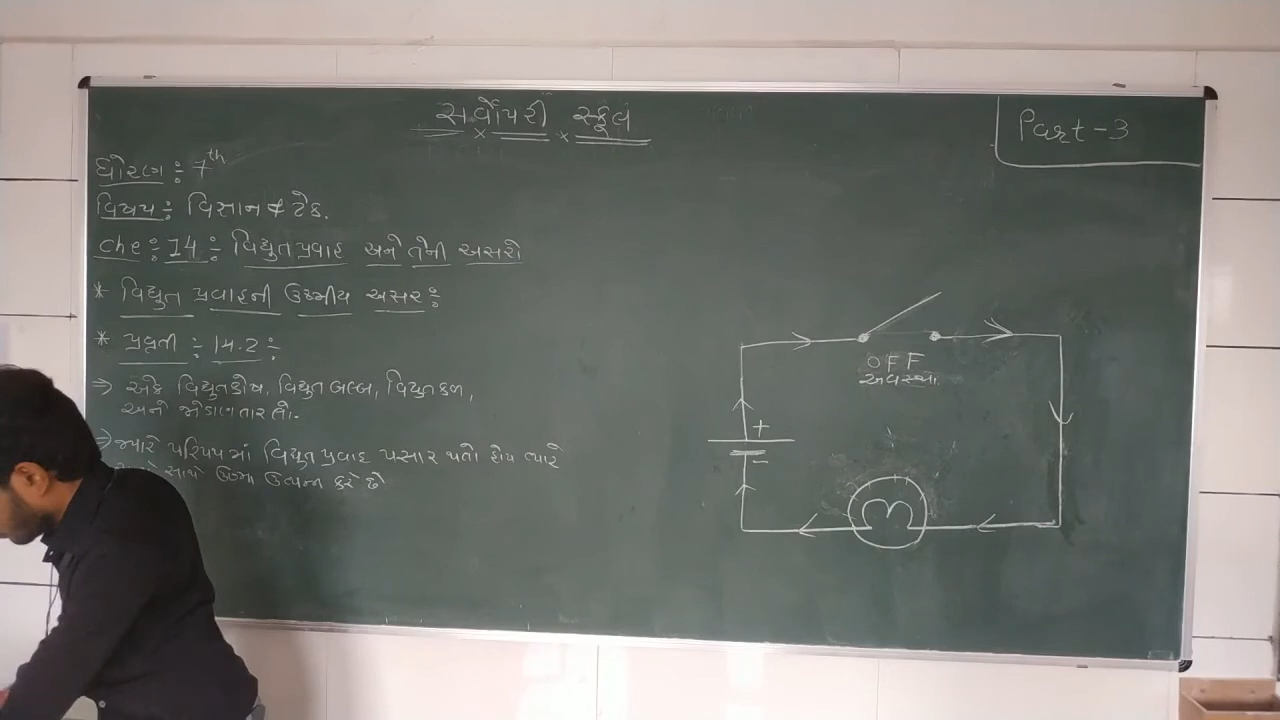 સર્વોપરી સ્કૂલ
Part-3
ધોરણ : 7th
વિષય : વિજ્ઞાન & ટેક.
che : 14 : વિદ્યુતપ્રવાહ અને તેની અસરો
* વિદ્યુત પ્રવાહની ઉષ્મીય અસર :
* પ્રવૃતી : 14.2 :
⇒ એક વિદ્યુતકોષ, વિદ્યુત બલ્બ, વિદ્યુતકળ,
અને જોડાણતાર લો.
⇒ જ્યારે પરિપથમાં વિદ્યુતપ્રવાહ પસાર થતો હોય ત્યારે
સાથે ઉષ્મા ઉત્પન્ન કરે છે
OFF
અવસ્થા
+
-